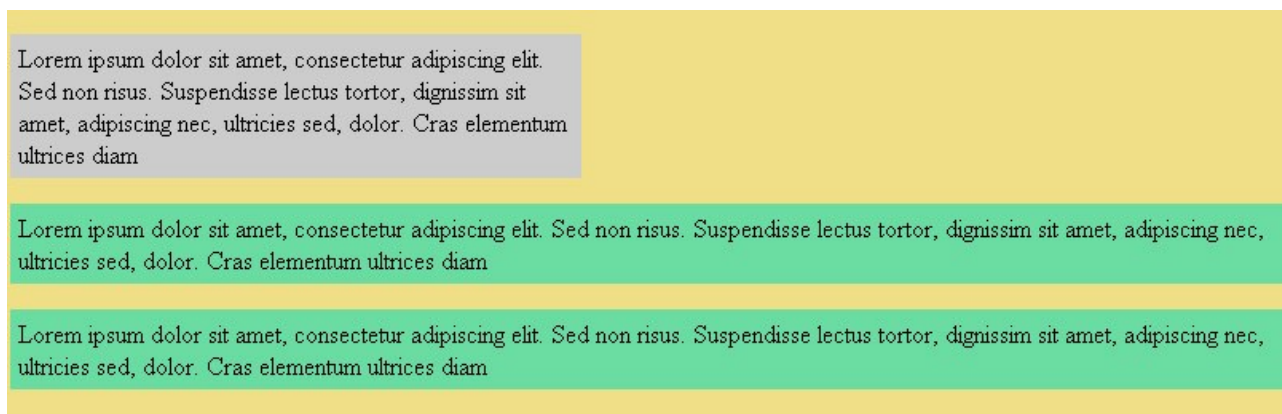 Lorem ipsum dolor sit amet, consectetur adipiscing elit.
Sed non risus. Suspendisse lectus tortor, dignissim sit
amet, adipiscing nec, ultricies sed, dolor. Cras elementum
ultrices diam
Lorem ipsum dolor sit amet, consectetur adipiscing elit. Sed non risus. Suspendisse lectus tortor, dignissim sit amet, adipiscing nec,
ultricies sed, dolor. Cras elementum ultrices diam
Lorem ipsum dolor sit amet, consectetur adipiscing elit. Sed non risus. Suspendisse lectus tortor, dignissim sit amet, adipiscing nec,
ultricies sed, dolor. Cras elementum ultrices diam